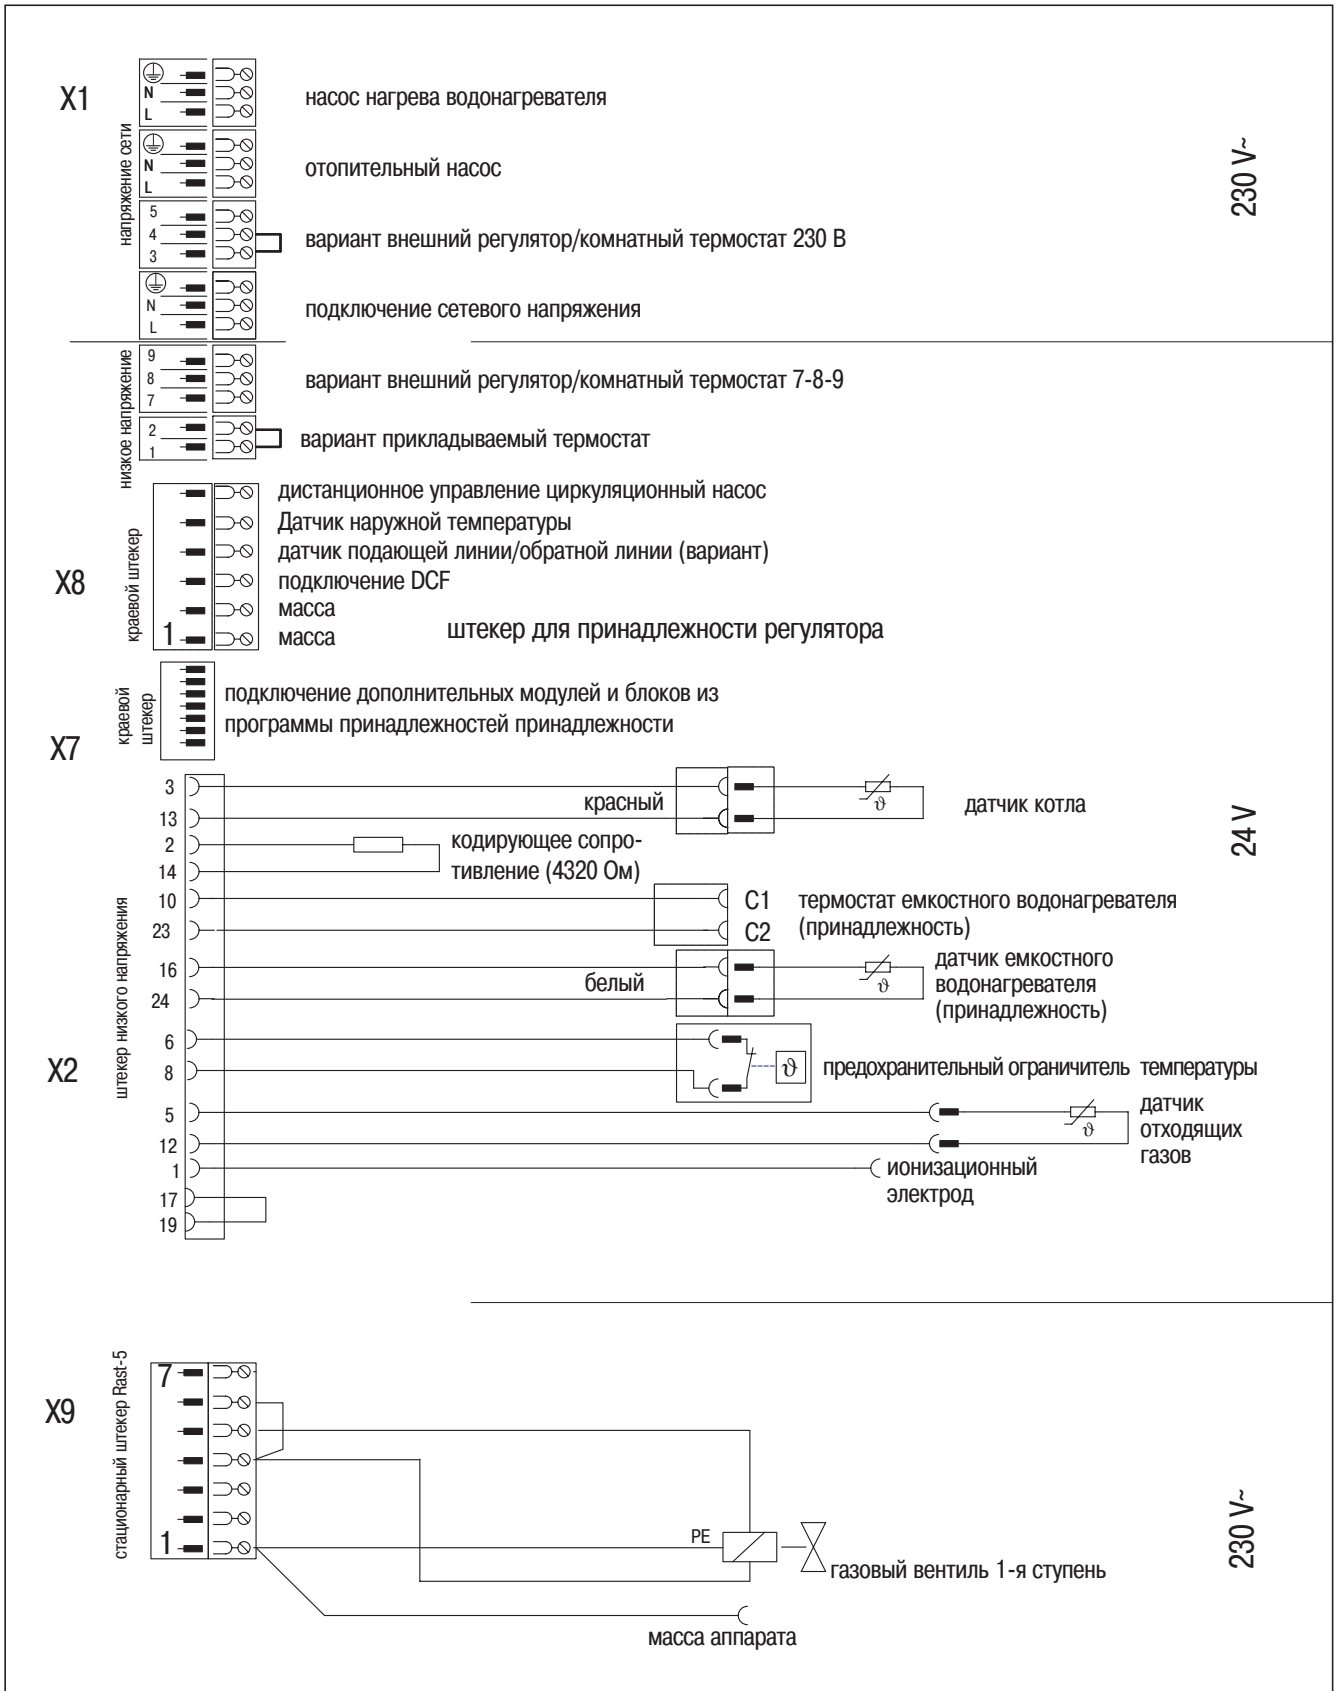 X1
напряжение сети
N
L
насос нагрева водонагревателя
N
L
отопительный насос
5
4
3
вариант внешний регулятор/комнатный термостат 230 В
N
L
подключение сетевого напряжения
230 V~
низкое напряжение
9
8
7
вариант внешний регулятор/комнатный термостат 7-8-9
2
1
вариант прикладываемый термостат
X8
краевой штекер
1
дистанционное управление циркуляционный насос
Датчик наружной температуры
датчик подающей линии/обратной линии (вариант)
подключение DCF
масса
масса
штекер для принадлежности регулятора
X7
краевой
штекер
подключение дополнительных модулей и блоков из
программы принадлежностей принадлежности
24 V
X2
штекер низкого напряжения
3
13
красный
ϑ
датчик котла
2
14
кодирующее сопро-
тивление (4320 Ом)
10
23
C1
C2
термостат емкостного водонагревателя
(принадлежность)
16
24
белый
ϑ
датчик емкостного
водонагревателя
(принадлежность)
6
8
ϑ
предохранительный ограничитель температуры
5
12
ϑ
датчик
отходящих
газов
1
ионизационный
электрод
17
19
X9
стационарный штекер Rast-5
7
1
PE
газовый вентиль 1-я ступень
масса аппарата
230 V~